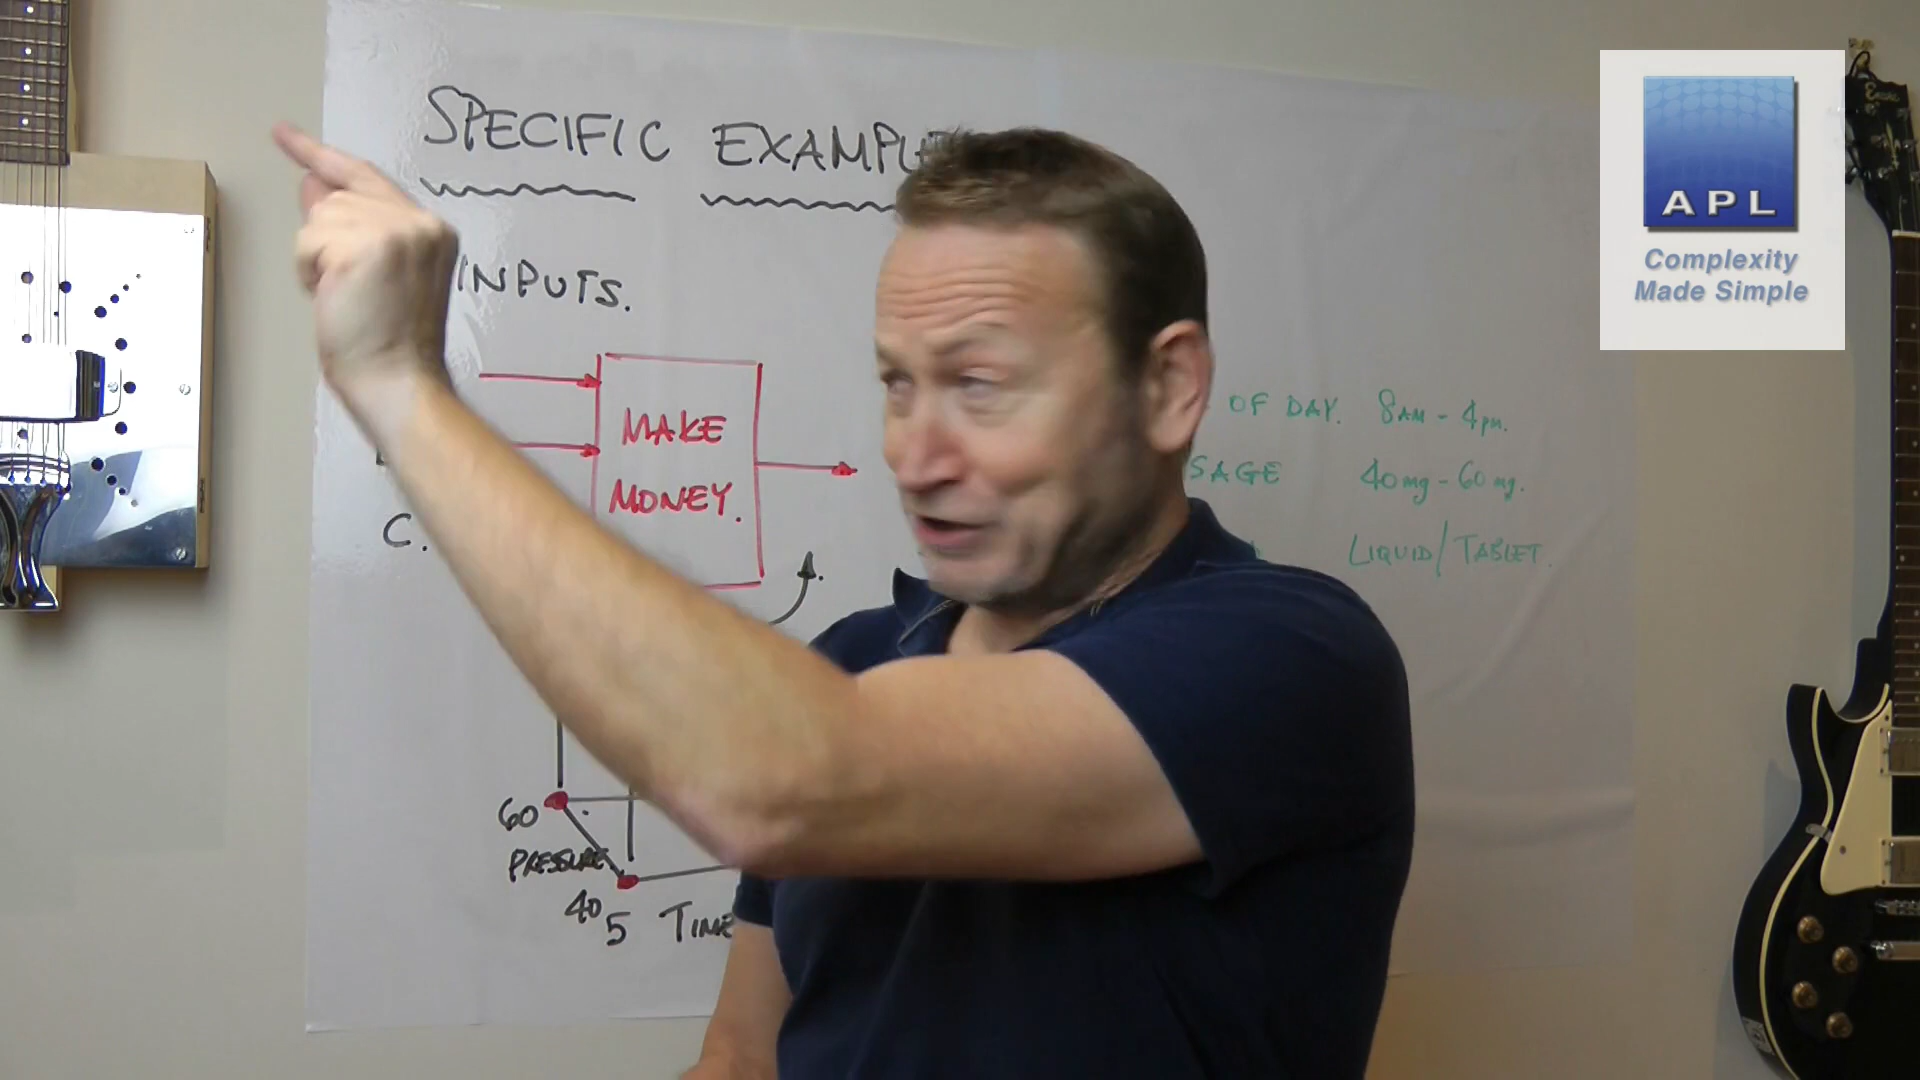 SPECIFIC EXAMPL
INPUTS.
MAKE
MONEY.
C.
OF DAY. 8AM - 4PM.
SAGE 40mg - 60mg.
LIQUID/TABLET.
60
PRESSURE
40
5 TIME
APL
Complexity
Made Simple